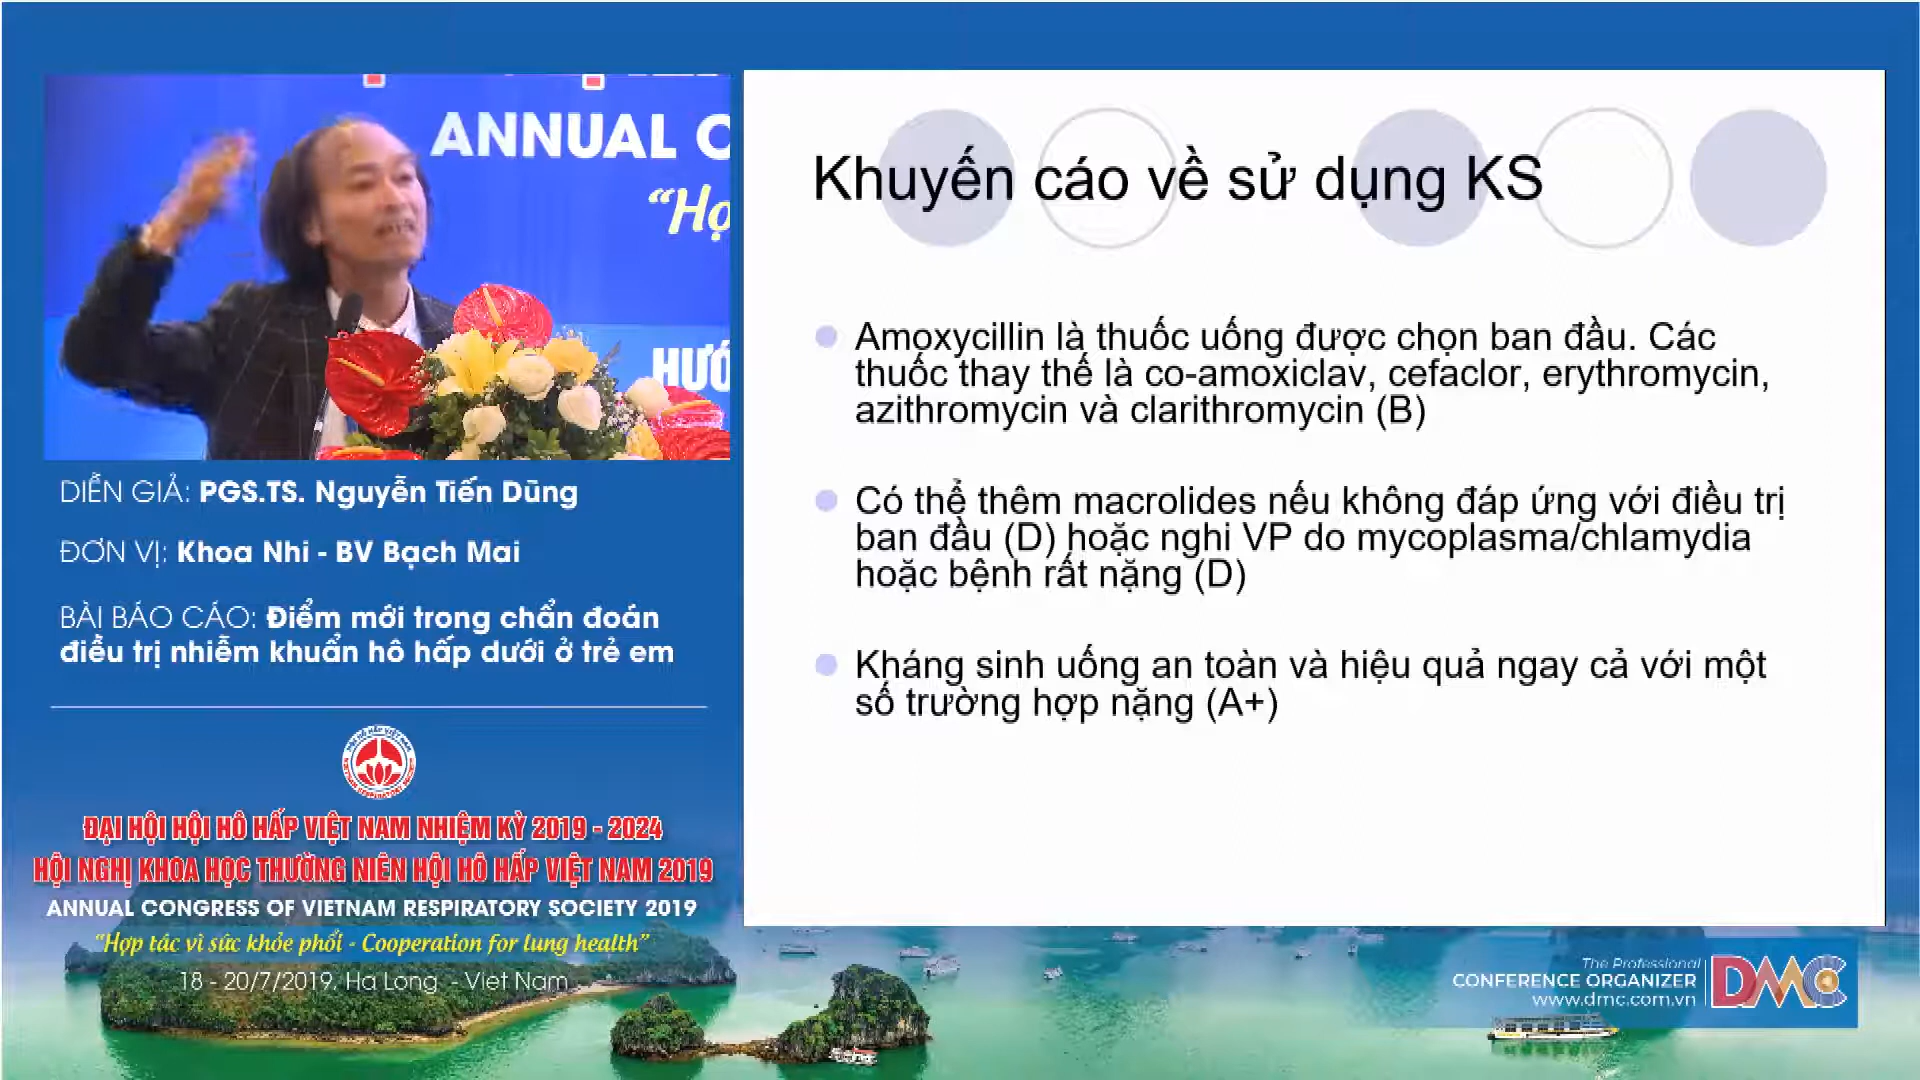 ANNUAL C
“Họ
HƯỚ
DIỄN GIẢ: PGS.TS. Nguyễn Tiến Dũng
ĐƠN VỊ: Khoa Nhi - BV Bạch Mai
BÀI BÁO CÁO: Điểm mới trong chẩn đoán
điều trị nhiễm khuẩn hô hấp dưới ở trẻ em
ĐẠI HỘI HỘI HÔ HẤP VIỆT NAM NHIỆM KỲ 2019 - 2024
HỘI NGHỊ KHOA HỌC THƯỜNG NIÊN HỘI HÔ HẤP VIỆT NAM 2019
ANNUAL CONGRESS OF VIETNAM RESPIRATORY SOCIETY 2019
“Hợp tác vì sức khỏe phổi - Cooperation for lung health”
18 - 20/7/2019. Ha Long - Viet Nam
Khuyến cáo về sử dụng KS
Amoxycillin là thuốc uống được chọn ban đầu. Các
thuốc thay thế là co-amoxiclav, cefaclor, erythromycin,
azithromycin và clarithromycin (B)
Có thể thêm macrolides nếu không đáp ứng với điều trị
ban đầu (D) hoặc nghi VP do mycoplasma/chlamydia
hoặc bệnh rất nặng (D)
Kháng sinh uống an toàn và hiệu quả ngay cả với một
số trường hợp nặng (A+)
The Professional
CONFERENCE ORGANIZER
www.dmc.com.vn
DMC